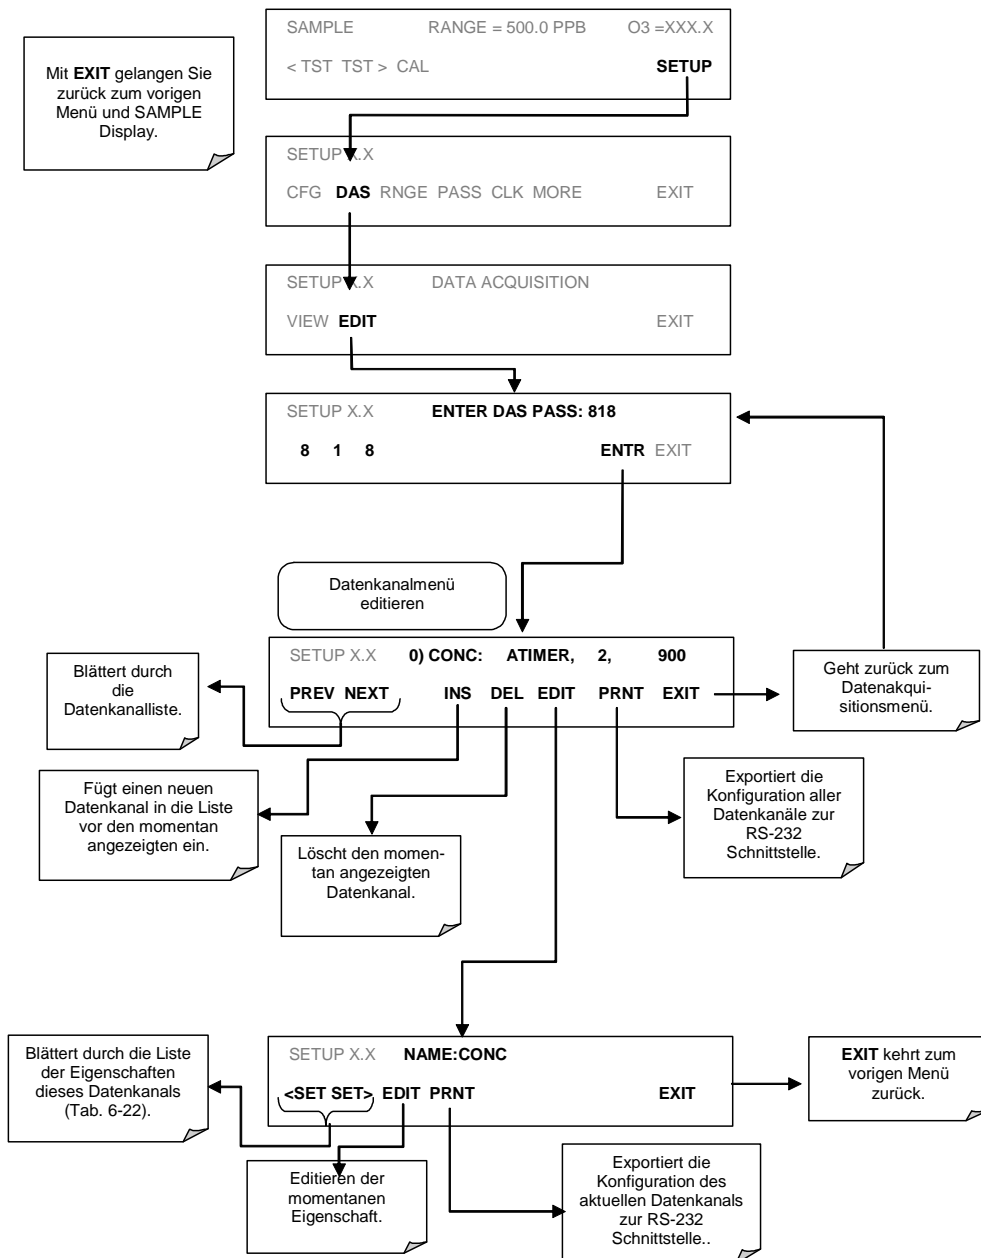 SAMPLE RANGE = 500.0 PPB O3 =XXX.X
< TST TST > CAL SETUP
Mit EXIT gelangen Sie
zurück zum vorigen
Menü und SAMPLE
Display.
SETUP X.X
CFG DAS RNGE PASS CLK MORE EXIT
SETUP X.X DATA ACQUISITION
VIEW EDIT EXIT
SETUP X.X ENTER DAS PASS: 818
8 1 8 ENTR EXIT
Datenkanalmenü
editieren
SETUP X.X 0) CONC: ATIMER, 2, 900
PREV NEXT INS DEL EDIT PRNT EXIT
Blättert durch
die
Datenkanalliste.
Geht zurück zum
Datenakqui-
sitionsmenü.
Fügt einen neuen
Datenkanal in die Liste
vor den momentan
angezeigten ein.
Löscht den momen-
tan angezeigten
Datenkanal.
Exportiert die
Konfiguration aller
Datenkanäle zur
RS-232
Schnittstelle.
SETUP X.X NAME:CONC
<SET SET> EDIT PRNT EXIT
Blättert durch die Liste
der Eigenschaften
dieses Datenkanals
(Tab. 6-22).
EXIT kehrt zum
vorigen Menü
zurück.
Editieren der
momentanen
Eigenschaft.
Exportiert die
Konfiguration des
aktuellen Datenkanals
zur RS-232
Schnittstelle..